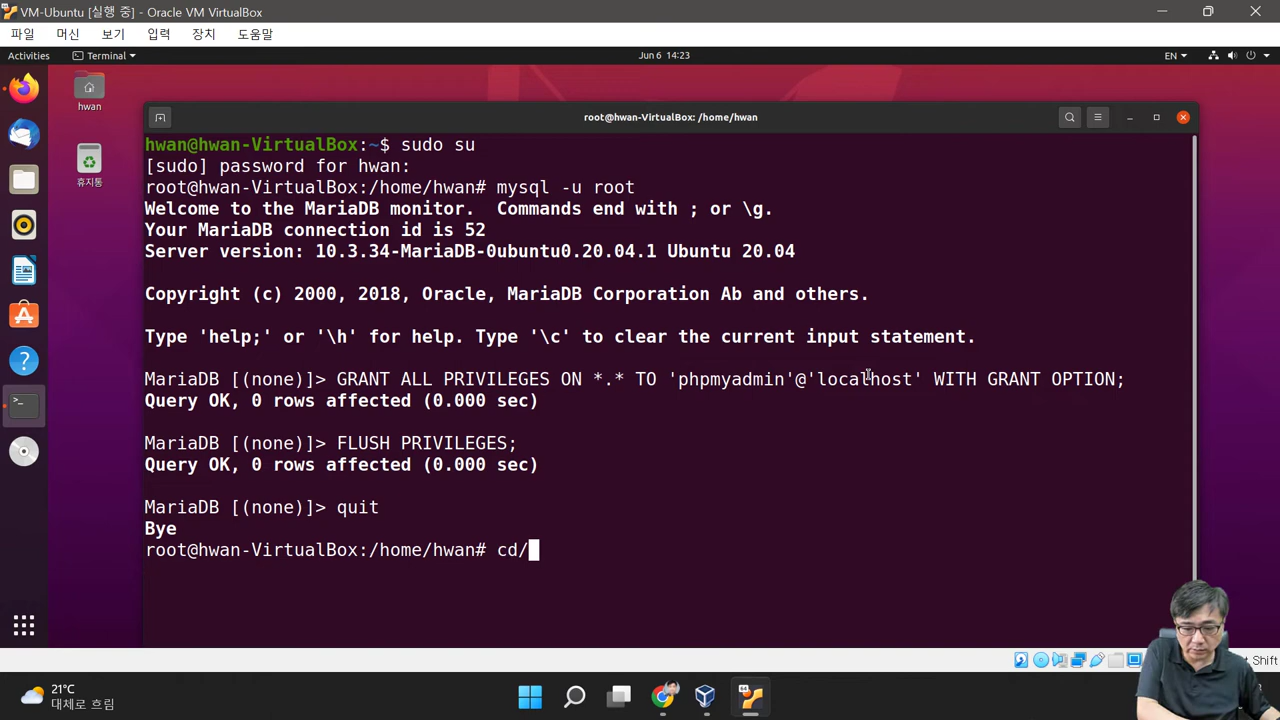 VM-Ubuntu [실행 중] - Oracle VM VirtualBox
파일 머신 보기 입력 장치 도움말
Activities Terminal Jun 6 14:23 EN
hwan
휴지통
root@hwan-VirtualBox: /home/hwan
hwan@hwan-VirtualBox:~$ sudo su
[sudo] password for hwan:
root@hwan-VirtualBox:/home/hwan# mysql -u root
Welcome to the MariaDB monitor.  Commands end with ; or \g.
Your MariaDB connection id is 52
Server version: 10.3.34-MariaDB-0ubuntu0.20.04.1 Ubuntu 20.04
Copyright (c) 2000, 2018, Oracle, MariaDB Corporation Ab and others.
Type 'help;' or '\h' for help. Type '\c' to clear the current input statement.
MariaDB [(none)]> GRANT ALL PRIVILEGES ON *.* TO 'phpmyadmin'@'localhost' WITH GRANT OPTION;
Query OK, 0 rows affected (0.000 sec)
MariaDB [(none)]> FLUSH PRIVILEGES;
Query OK, 0 rows affected (0.000 sec)
MariaDB [(none)]> quit
Bye
root@hwan-VirtualBox:/home/hwan# cd/
Shift
21°C
대체로 흐림